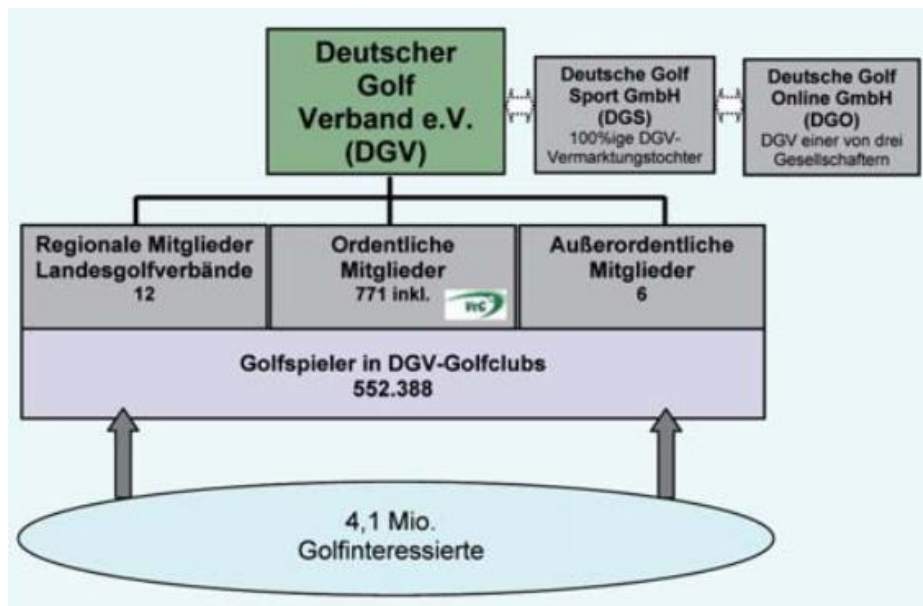 Deutscher
Golf
Verband e.V.
(DGV)
Deutsche Golf
Sport GmbH
(DGS)
100%ige DGV-
Vermarktungstochter
Deutsche Golf
Online GmbH
(DGO)
DGV einer von drei
Gesellschaftern
Regionale Mitglieder
Landesgolfverbände
12
Ordentliche
Mitglieder
771 inkl.
Außerordentliche
Mitglieder
6
Golfspieler in DGV-Golfclubs
552.388
4,1 Mio.
Golfinteressierte